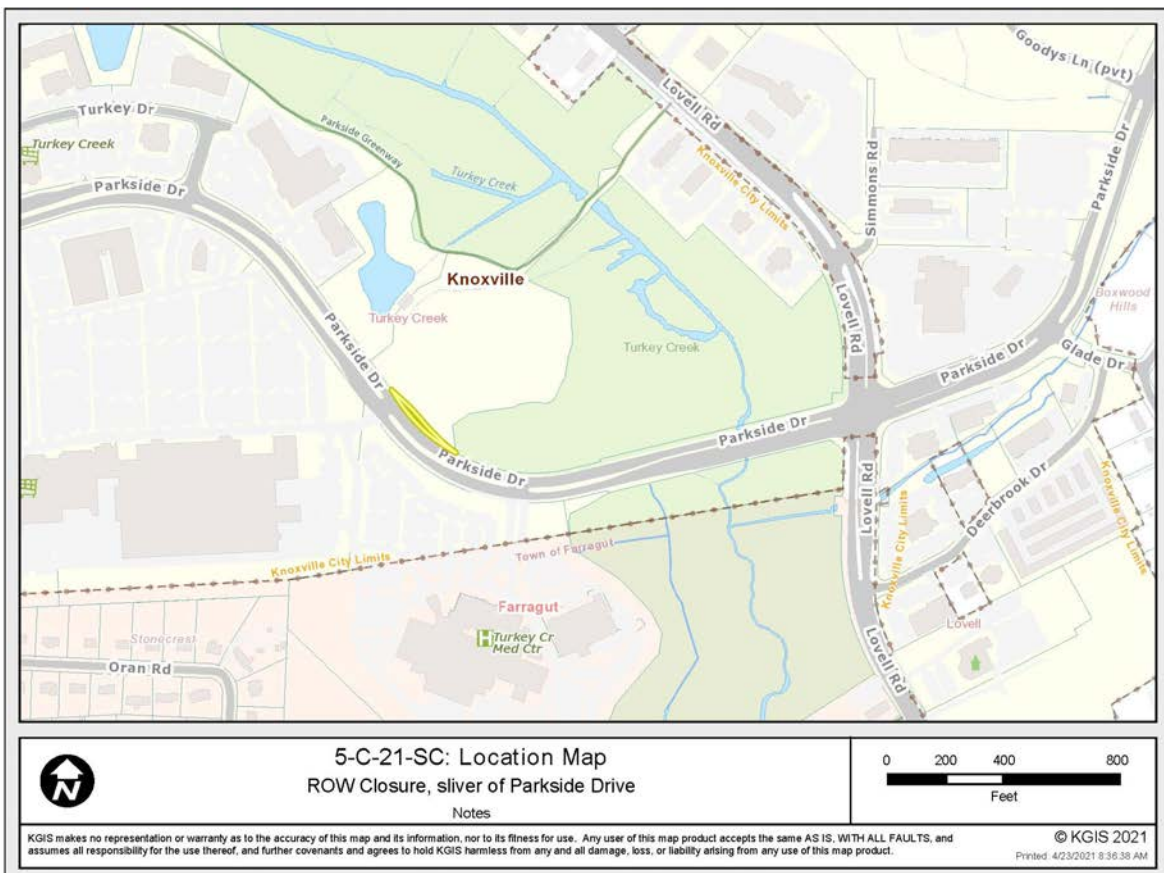 Goodys Ln (pvt)
Turkey Dr
Turkey Creek
Parkside Dr
Parkside Greenway
Turkey Creek
Lovell Rd
Knoxville City Limits
Simmons Rd
Parkside Dr
Knoxville
Turkey Creek
Parkside Dr
Turkey Creek
Lovell Rd
Boxwood
Hills
Parkside Dr
Glade Dr
Parkside Dr
Parkside Dr
Lovell Rd
Knoxville City Limits
Deerbrook Dr
Knoxville City Limits
Knoxville City Limits
Town of Farragut
Farragut
H
Turkey Cr
Med Ctr
Stonecrest
Oran Rd
Lovell
Lovell Rd
N
5-C-21-SC: Location Map
ROW Closure, sliver of Parkside Drive
Notes
0 200 400 800
Feet
KGIS makes no representation or warranty as to the accuracy of this map and its information, nor to its fitness for use. Any user of this map product accepts the same AS IS, WITH ALL FAULTS, and
assumes all responsibility for the use thereof, and further covenants and agrees to hold KGIS harmless from any and all damage, loss, or liability arising from any use of this map product.
© KGIS 2021
Printed: 4/23/2021 8:36:38 AM